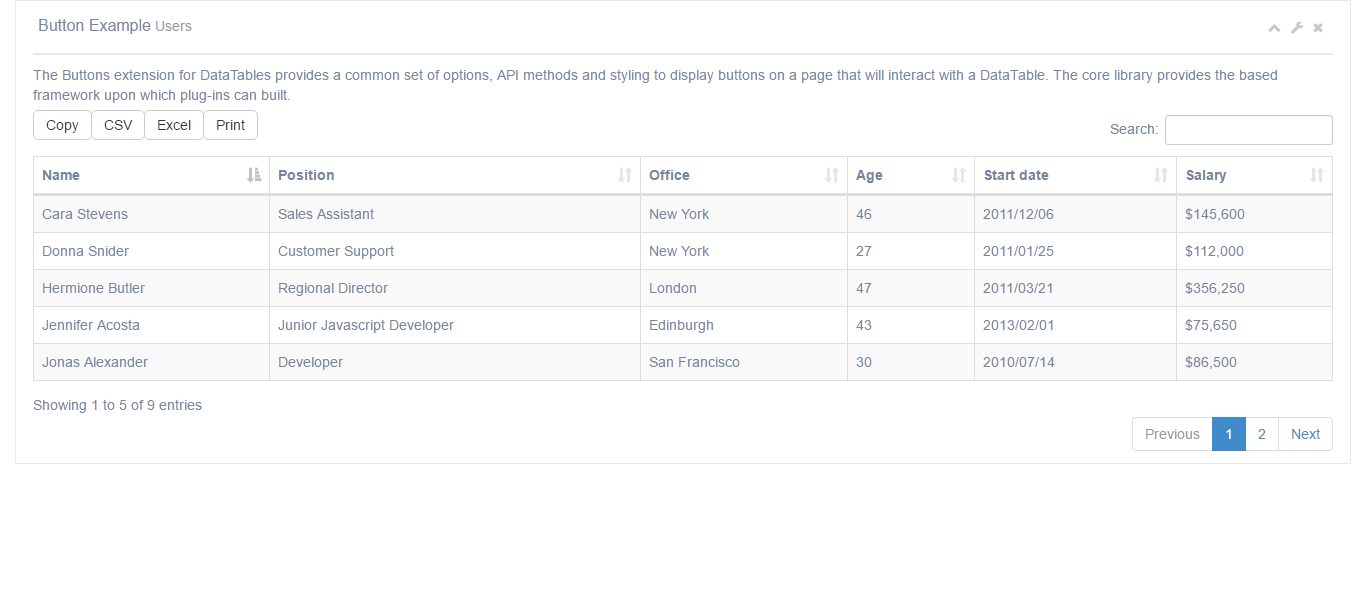 Button Example Users
The Buttons extension for DataTables provides a common set of options, API methods and styling to display buttons on a page that will interact with a DataTable. The core library provides the based
framework upon which plug-ins can built.
Copy CSV Excel Print
Search:
Name Position Office Age Start date Salary
Cara Stevens Sales Assistant New York 46 2011/12/06 $145,600
Donna Snider Customer Support New York 27 2011/01/25 $112,000
Hermione Butler Regional Director London 47 2011/03/21 $356,250
Jennifer Acosta Junior Javascript Developer Edinburgh 43 2013/02/01 $75,650
Jonas Alexander Developer San Francisco 30 2010/07/14 $86,500
Showing 1 to 5 of 9 entries
Previous 1 2 Next